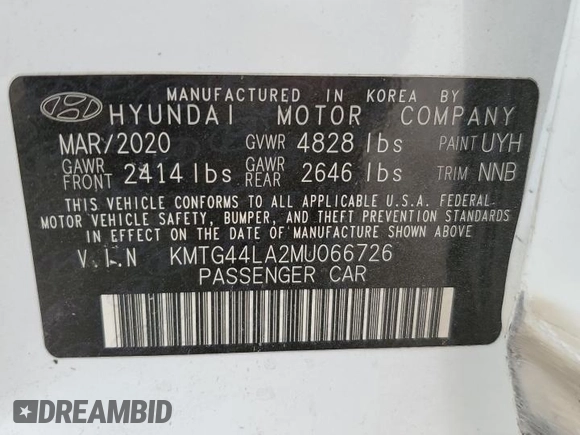 MANUFACTURED IN KOREA BY
HYUNDAI MOTOR COMPANY
MAR/2020 GVWR 4828 lbs PAINT UYH
GAWR FRONT 2414 lbs GAWR REAR 2646 lbs TRIM NNB
THIS VEHICLE CONFORMS TO ALL APPLICABLE U.S.A. FEDERAL
MOTOR VEHICLE SAFETY, BUMPER, AND THEFT PREVENTION STANDARDS
IN EFFECT ON THE DATE OF MANUFACTURE SHOWN ABOVE.
V.I.N KMTG44LA2MU066726
PASSENGER CAR
DREAMBID